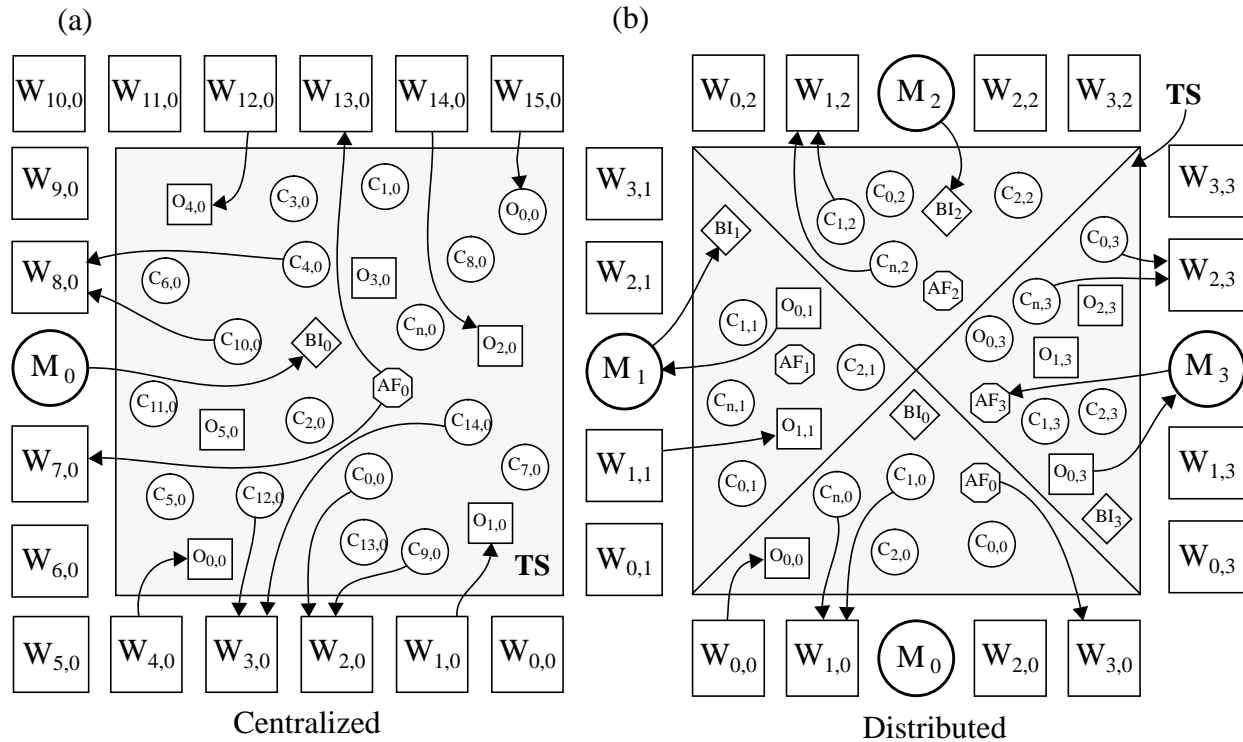 (a)
(b)
W10,0 W11,0 W12,0 W13,0 W14,0 W15,0
W9,0
W8,0
M0
W7,0
W6,0
W5,0 W4,0 W3,0 W2,0 W1,0 W0,0
C3,0 C1,0
O4,0
O0,0
C4,0
C8,0
C6,0
O3,0
Cn,0
C10,0
BI0
O2,0
AF0
C11,0
O5,0
C2,0
C14,0
C7,0
C0,0
C5,0
C12,0
O1,0
C13,0
C9,0
O0,0
TS
Centralized
W0,2 W1,2 M2 W2,2 W3,2
TS
W3,1
W2,1
M1
W1,1
W0,1
W3,3
W2,3
M3
W1,3
W0,3
C0,2
C2,2
C1,2
BI2
Cn,2
AF2
BI1
O0,1
C1,1
AF1
C2,1
Cn,1
O1,1
C0,1
C0,3
Cn,3
O2,3
O0,3
O1,3
AF3
C1,3
C2,3
O0,3
BI3
BI0
Cn,0
C1,0
AF0
O0,0
C2,0
C0,0
W0,0 W1,0 M0 W2,0 W3,0
Distributed